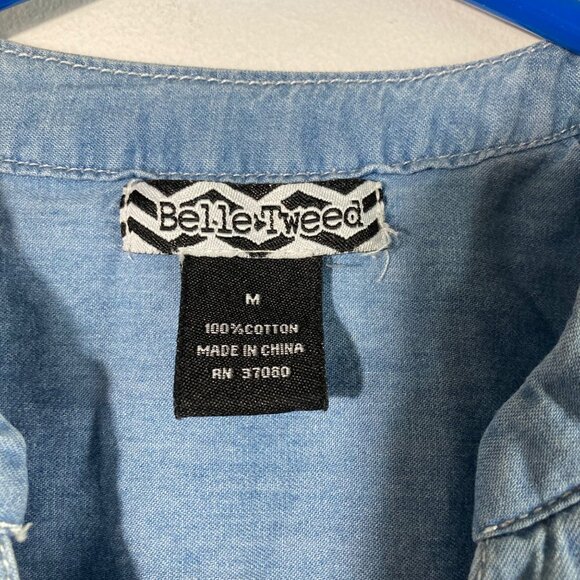 Belle Tweed
M
100% COTTON
MADE IN CHINA
RN 37080